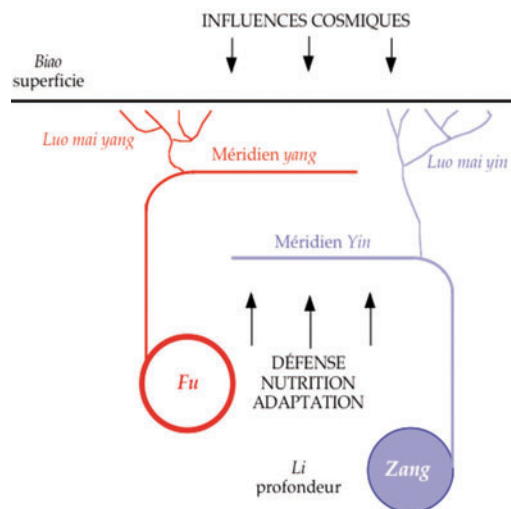 INFLUENCES COSMIQUES
Biao
superficie
Luo mai yang
Méridien yang
Luo mai yin
Méridien Yin
Fu
DÉFENSE
NUTRITION
ADAPTATION
Li
profondeur
Zang